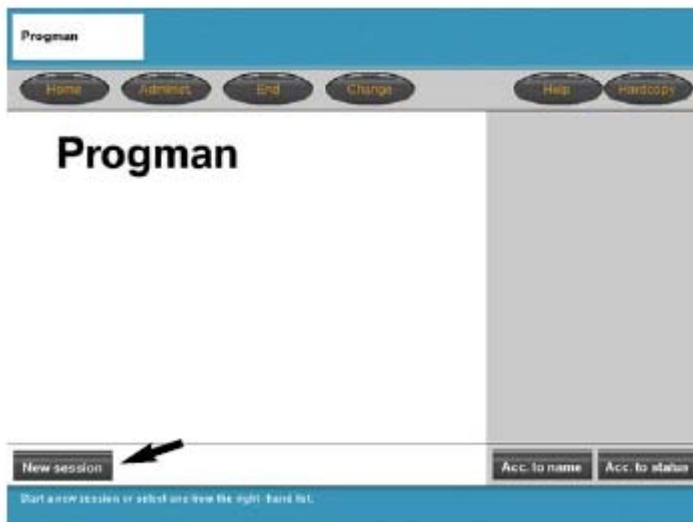 Progman
Home Administ. End Change Help Hardcopy
Progman
New session Acc. to name Acc. to status
Start a new session or select one from the right-hand list.